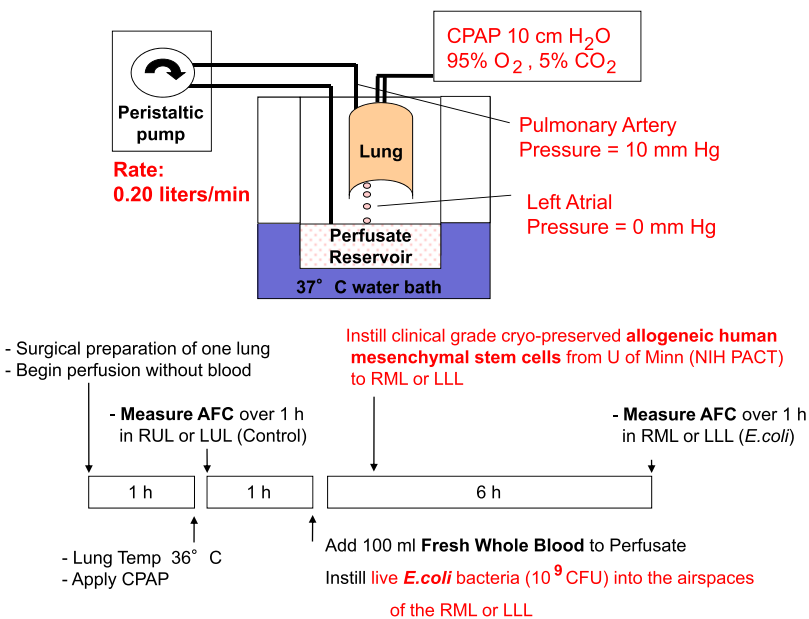 CPAP 10 cm H2O
95% O2 , 5% CO2
Peristaltic
pump
Rate:
0.20 liters/min
Lung
Pulmonary Artery
Pressure = 10 mm Hg
Left Atrial
Pressure = 0 mm Hg
Perfusate
Reservoir
37° C water bath
Instill clinical grade cryo-preserved allogeneic human
mesenchymal stem cells from U of Minn (NIH PACT)
to RML or LLL
- Surgical preparation of one lung
- Begin perfusion without blood
- Measure AFC over 1 h
in RUL or LUL (Control)
- Measure AFC over 1 h
in RML or LLL (E.coli)
1 h
1 h
6 h
- Lung Temp 36° C
- Apply CPAP
Add 100 ml Fresh Whole Blood to Perfusate
Instill live E.coli bacteria (10^9 CFU) into the airspaces
of the RML or LLL